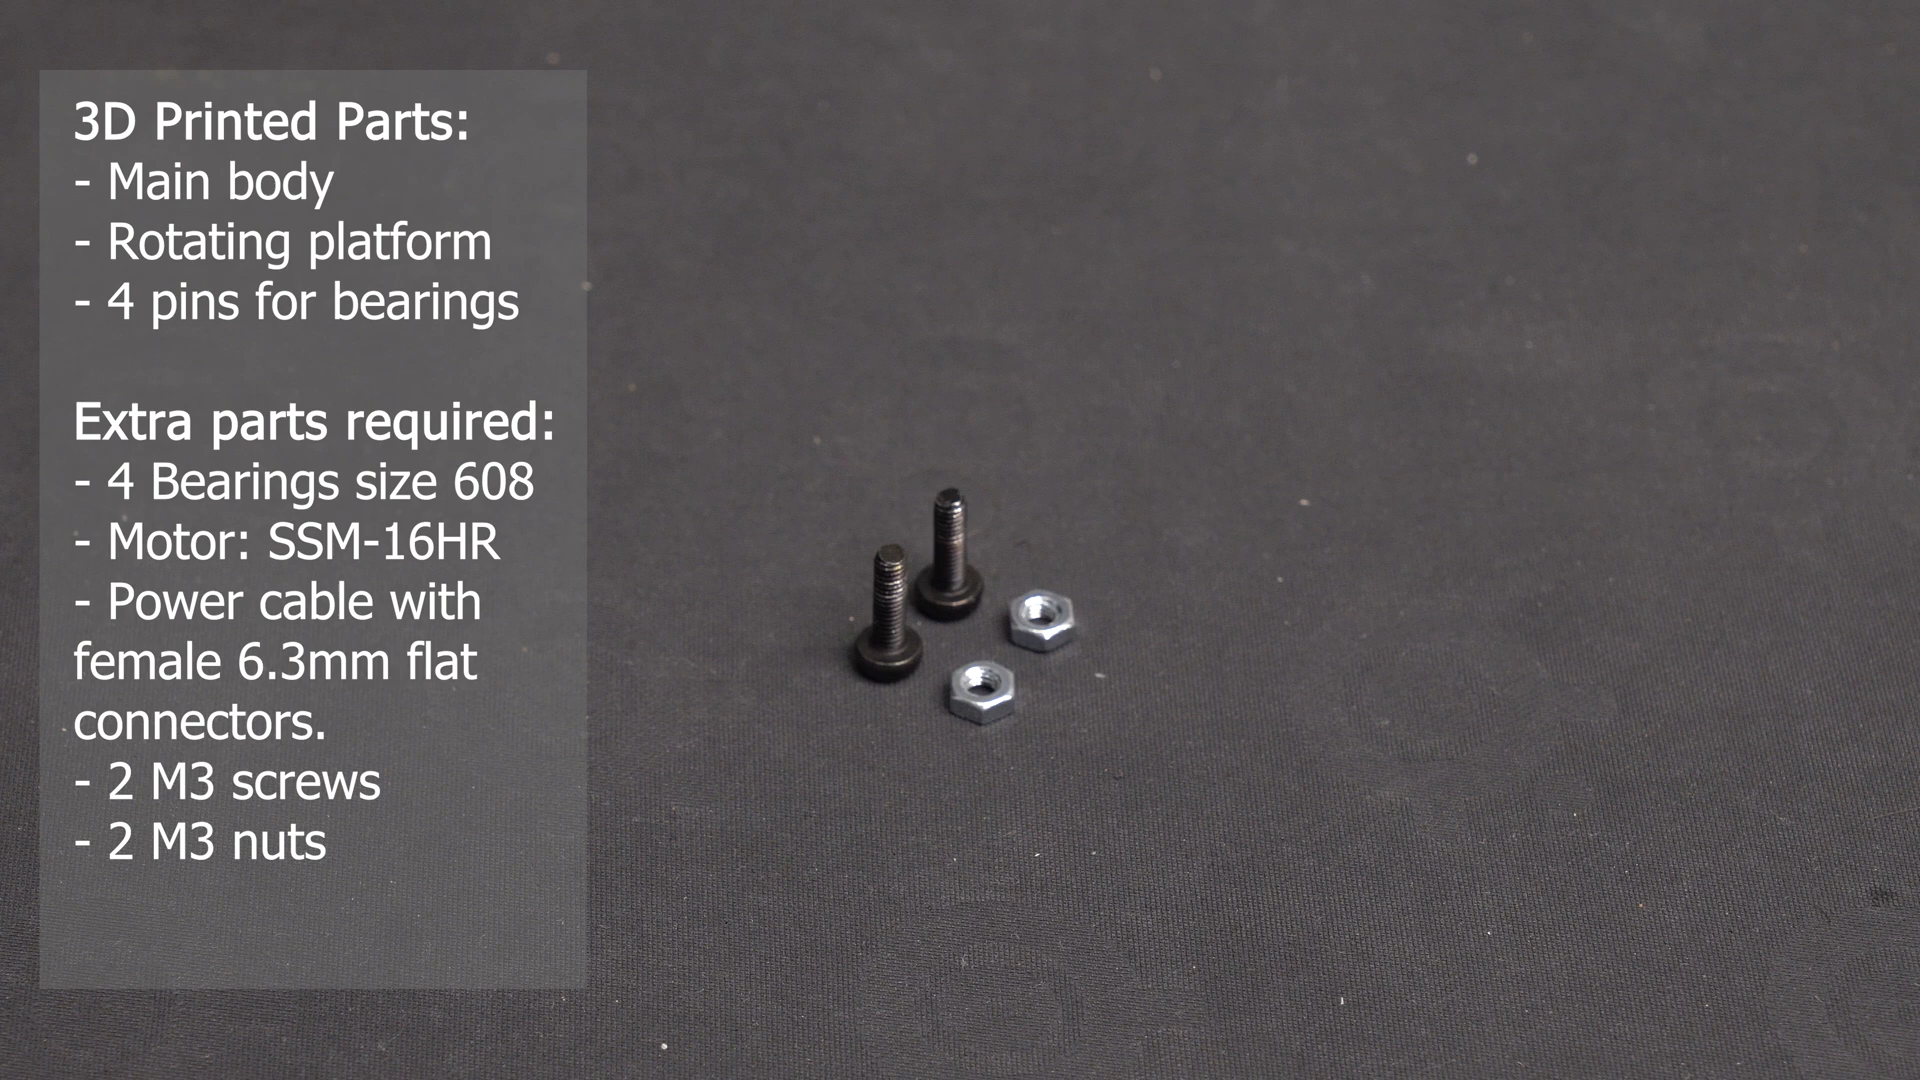 3D Printed Parts:
- Main body
- Rotating platform
- 4 pins for bearings
Extra parts required:
- 4 Bearings size 608
- Motor: SSM-16HR
- Power cable with
female 6.3mm flat
connectors.
- 2 M3 screws
- 2 M3 nuts